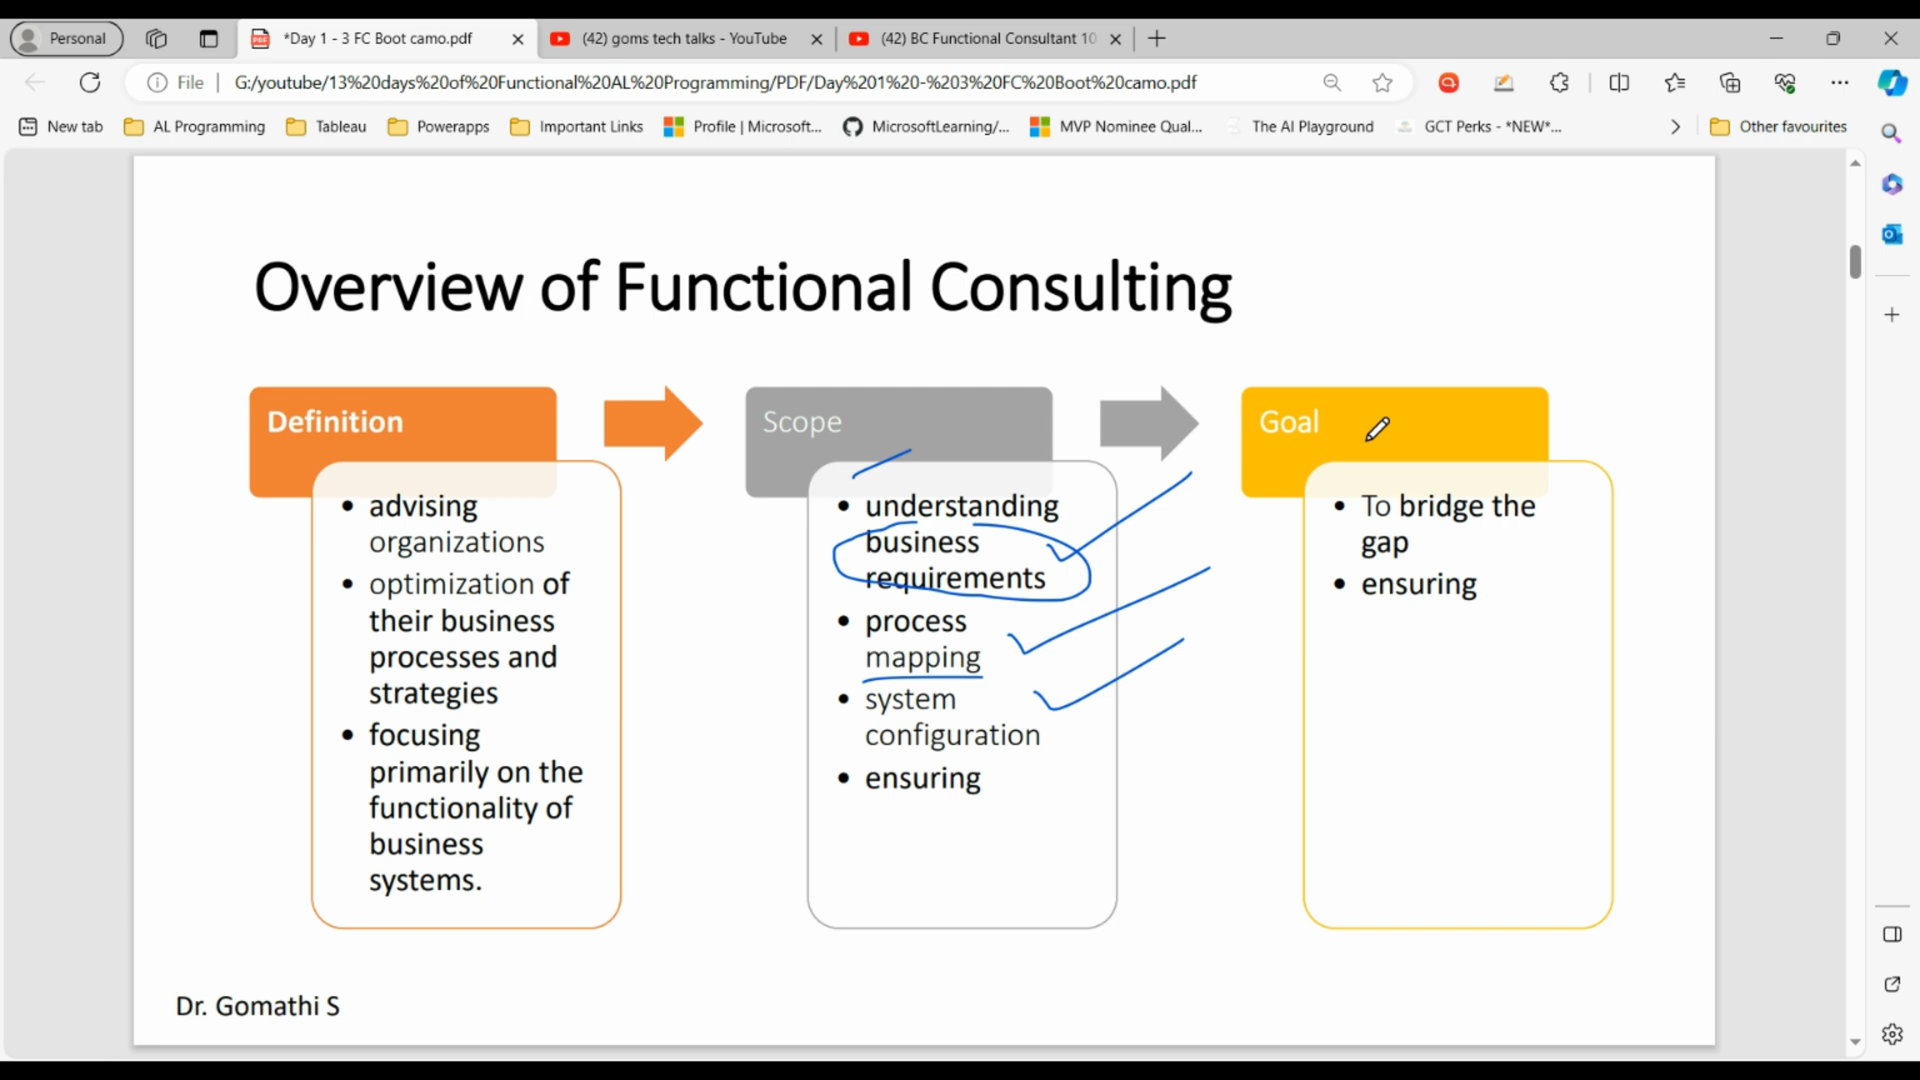 Personal
*Day 1 - 3 FC Boot camo.pdf
(42) goms tech talks - YouTube
(42) BC Functional Consultant 10
File
G:/youtube/13%20days%20of%20Functional%20AL%20Programming/PDF/Day%201%20-%203%20FC%20Boot%20camo.pdf
New tab
AL Programming
Tableau
Powerapps
Important Links
Profile | Microsoft...
MicrosoftLearning/...
MVP Nominee Qual...
The AI Playground
GCT Perks - *NEW*...
Other favourites
Overview of Functional Consulting
Definition
• advising
organizations
• optimization of
their business
processes and
strategies
• focusing
primarily on the
functionality of
business
systems.
Scope
• understanding
business
requirements
• process
mapping
• system
configuration
• ensuring
Goal
• To bridge the
gap
• ensuring
Dr. Gomathi S